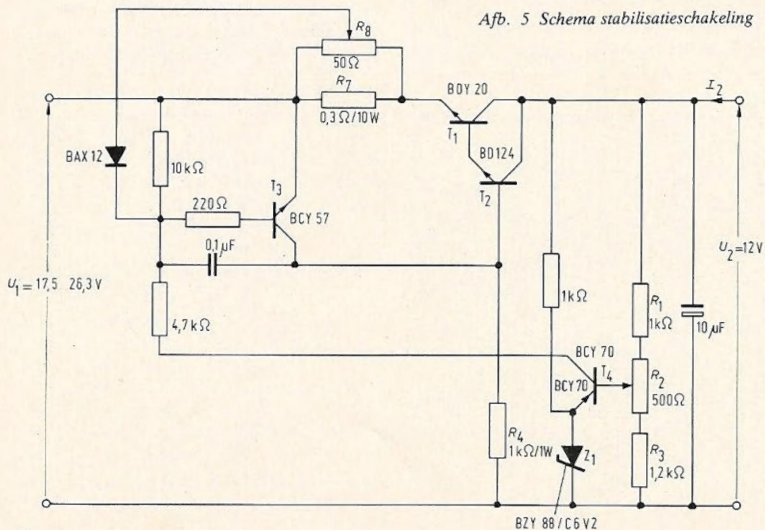 Afb. 5 Schema stabilisatieschakeling
R8
50Ω
R7
0,3Ω/10W
BDY 20
I2
T1
BD124
T2
BAX 12
10kΩ
T3
220Ω
BCY 57
0,1μF
U1 = 17,5 26,3V
U2=12V
4,7kΩ
1kΩ
R1
1kΩ
10μF
BCY 70
BCY 70
T4
R2
500Ω
R4
1kΩ/1W
Z1
R3
1,2kΩ
BZY 88/C6V2